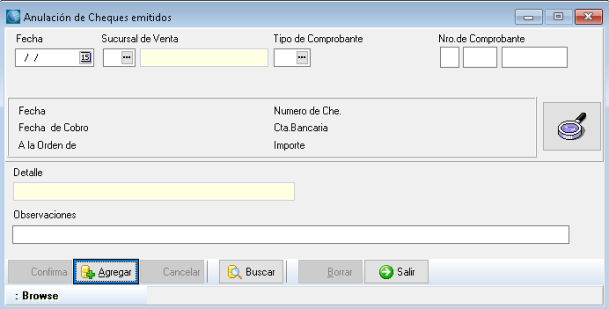 Anulación de Cheques emitidos
Fecha Sucursal de Venta Tipo de Comprobante Nro.de Comprobante
/ / 15 ... ...
Fecha Numero de Che.
Fecha de Cobro Cta.Bancaria
A la Orden de Importe
Detalle
Observaciones
Confirma Agregar Cancelar Buscar Borrar Salir
: Browse